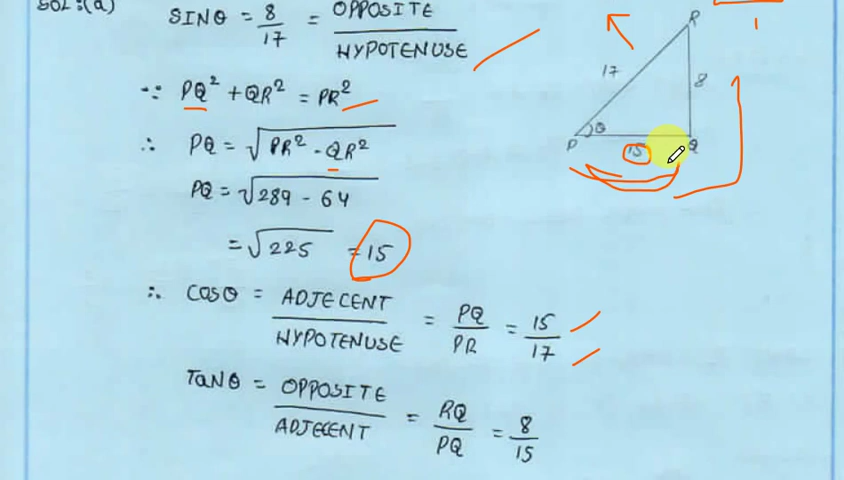 SOL:(a)
SINθ = 8/17 = OPPOSITE/HYPOTENUSE
∵ PQ² + QR² = PR²
∴ PQ = √PR² - QR²
PQ = √289 - 64
= √225 = 15
∴ COSθ = ADJECENT/HYPOTENUSE = PQ/PR = 15/17
TANθ = OPPOSITE/ADJECENT = RQ/PQ = 8/15
R
17
8
P
θ
15
Q
1